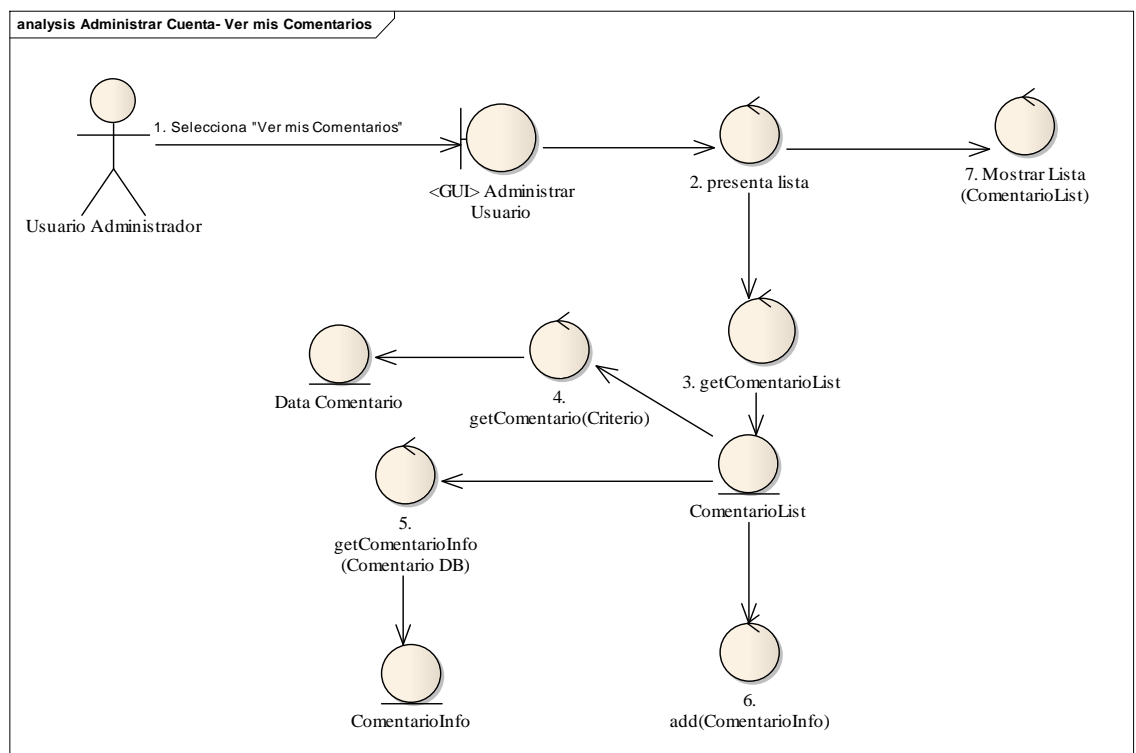 analysis Administrar Cuenta- Ver mis Comentarios
1. Selecciona "Ver mis Comentarios"
Usuario Administrador
<GUI> Administrar
Usuario
2. presenta lista
7. Mostrar Lista
(ComentarioList)
3. getComentarioList
Data Comentario
4.
getComentario(Criterio)
ComentarioList
5.
getComentarioInfo
(Comentario DB)
ComentarioInfo
6.
add(ComentarioInfo)